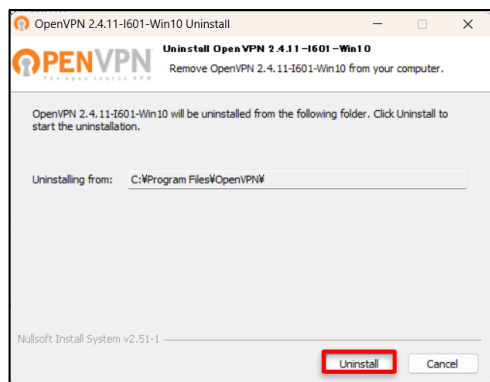 OpenVPN 2.4.11-I601-Win10 Uninstall
OPENVPN
The open source VPN
Uninstall OpenVPN 2.4.11-I601-Win10
Remove OpenVPN 2.4.11-I601-Win10 from your computer.
OpenVPN 2.4.11-I601-Win10 will be uninstalled from the following folder. Click Uninstall to
start the uninstallation.
Uninstalling from: C:¥Program Files¥OpenVPN¥
Nullsoft Install System v2.51-1
Uninstall Cancel